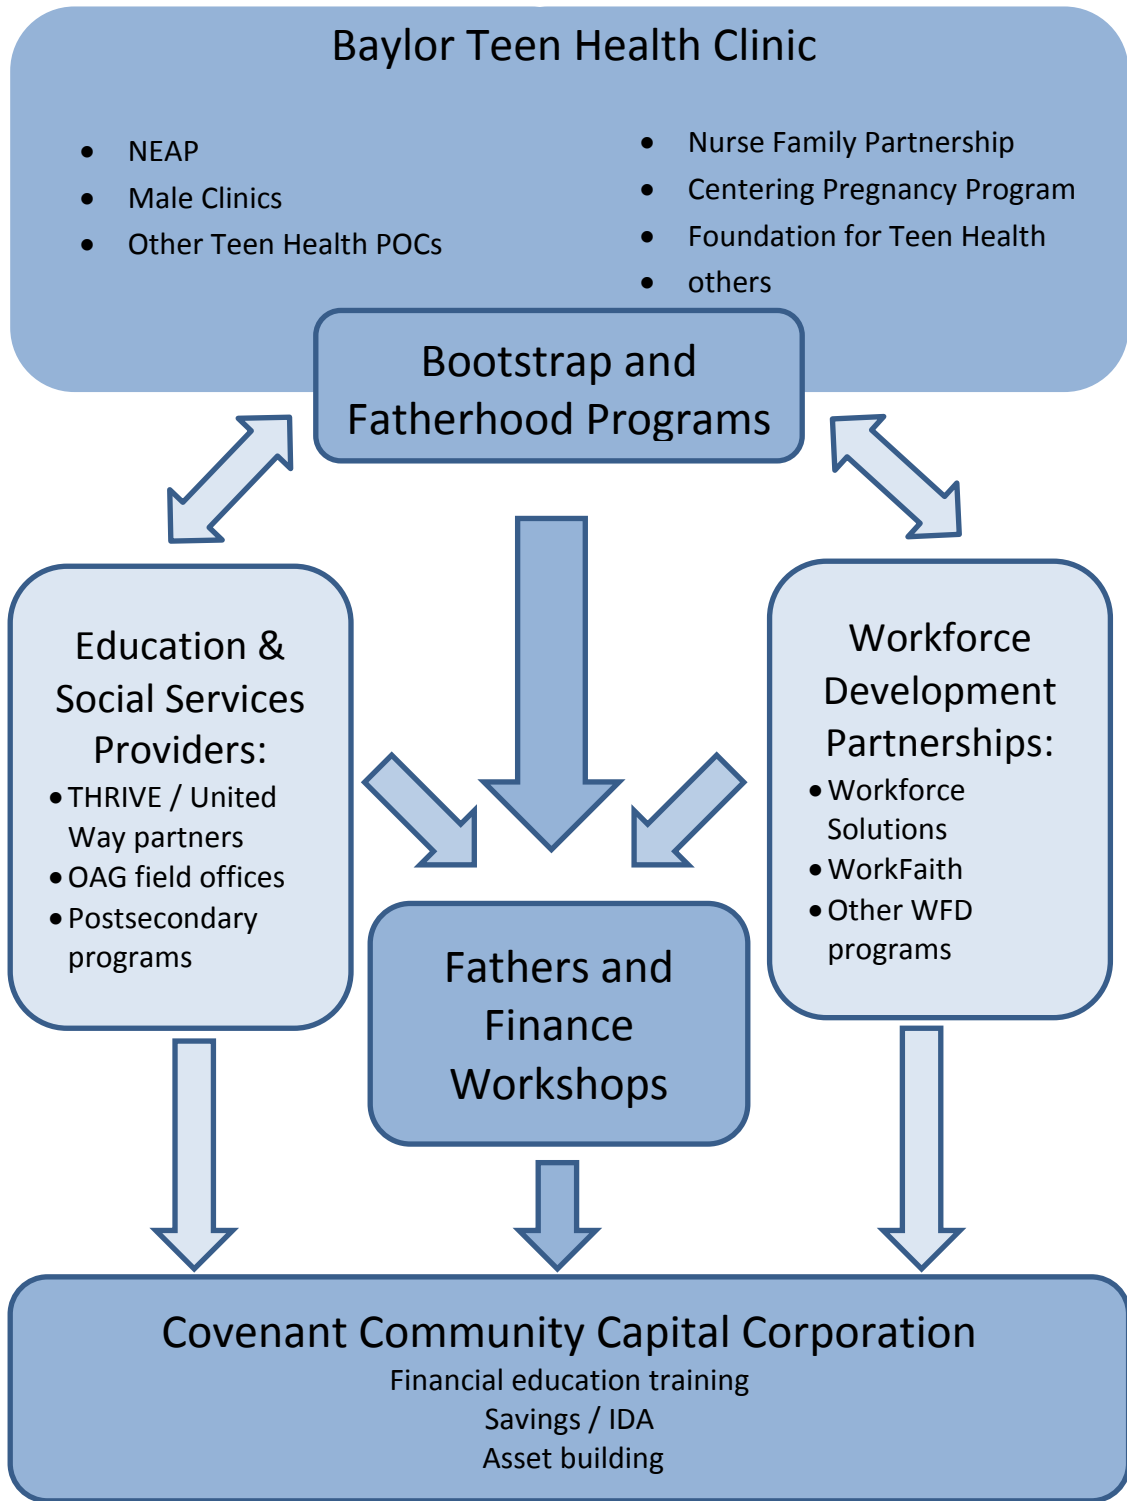 Baylor Teen Health Clinic
• NEAP
• Male Clinics
• Other Teen Health POCs
• Nurse Family Partnership
• Centering Pregnancy Program
• Foundation for Teen Health
• others
Bootstrap and
Fatherhood Programs
Education &
Social Services
Providers:
• THRIVE / United
Way partners
• OAG field offices
• Postsecondary
programs
Workforce
Development
Partnerships:
• Workforce
Solutions
• WorkFaith
• Other WFD
programs
Fathers and
Finance
Workshops
Covenant Community Capital Corporation
Financial education training
Savings / IDA
Asset building